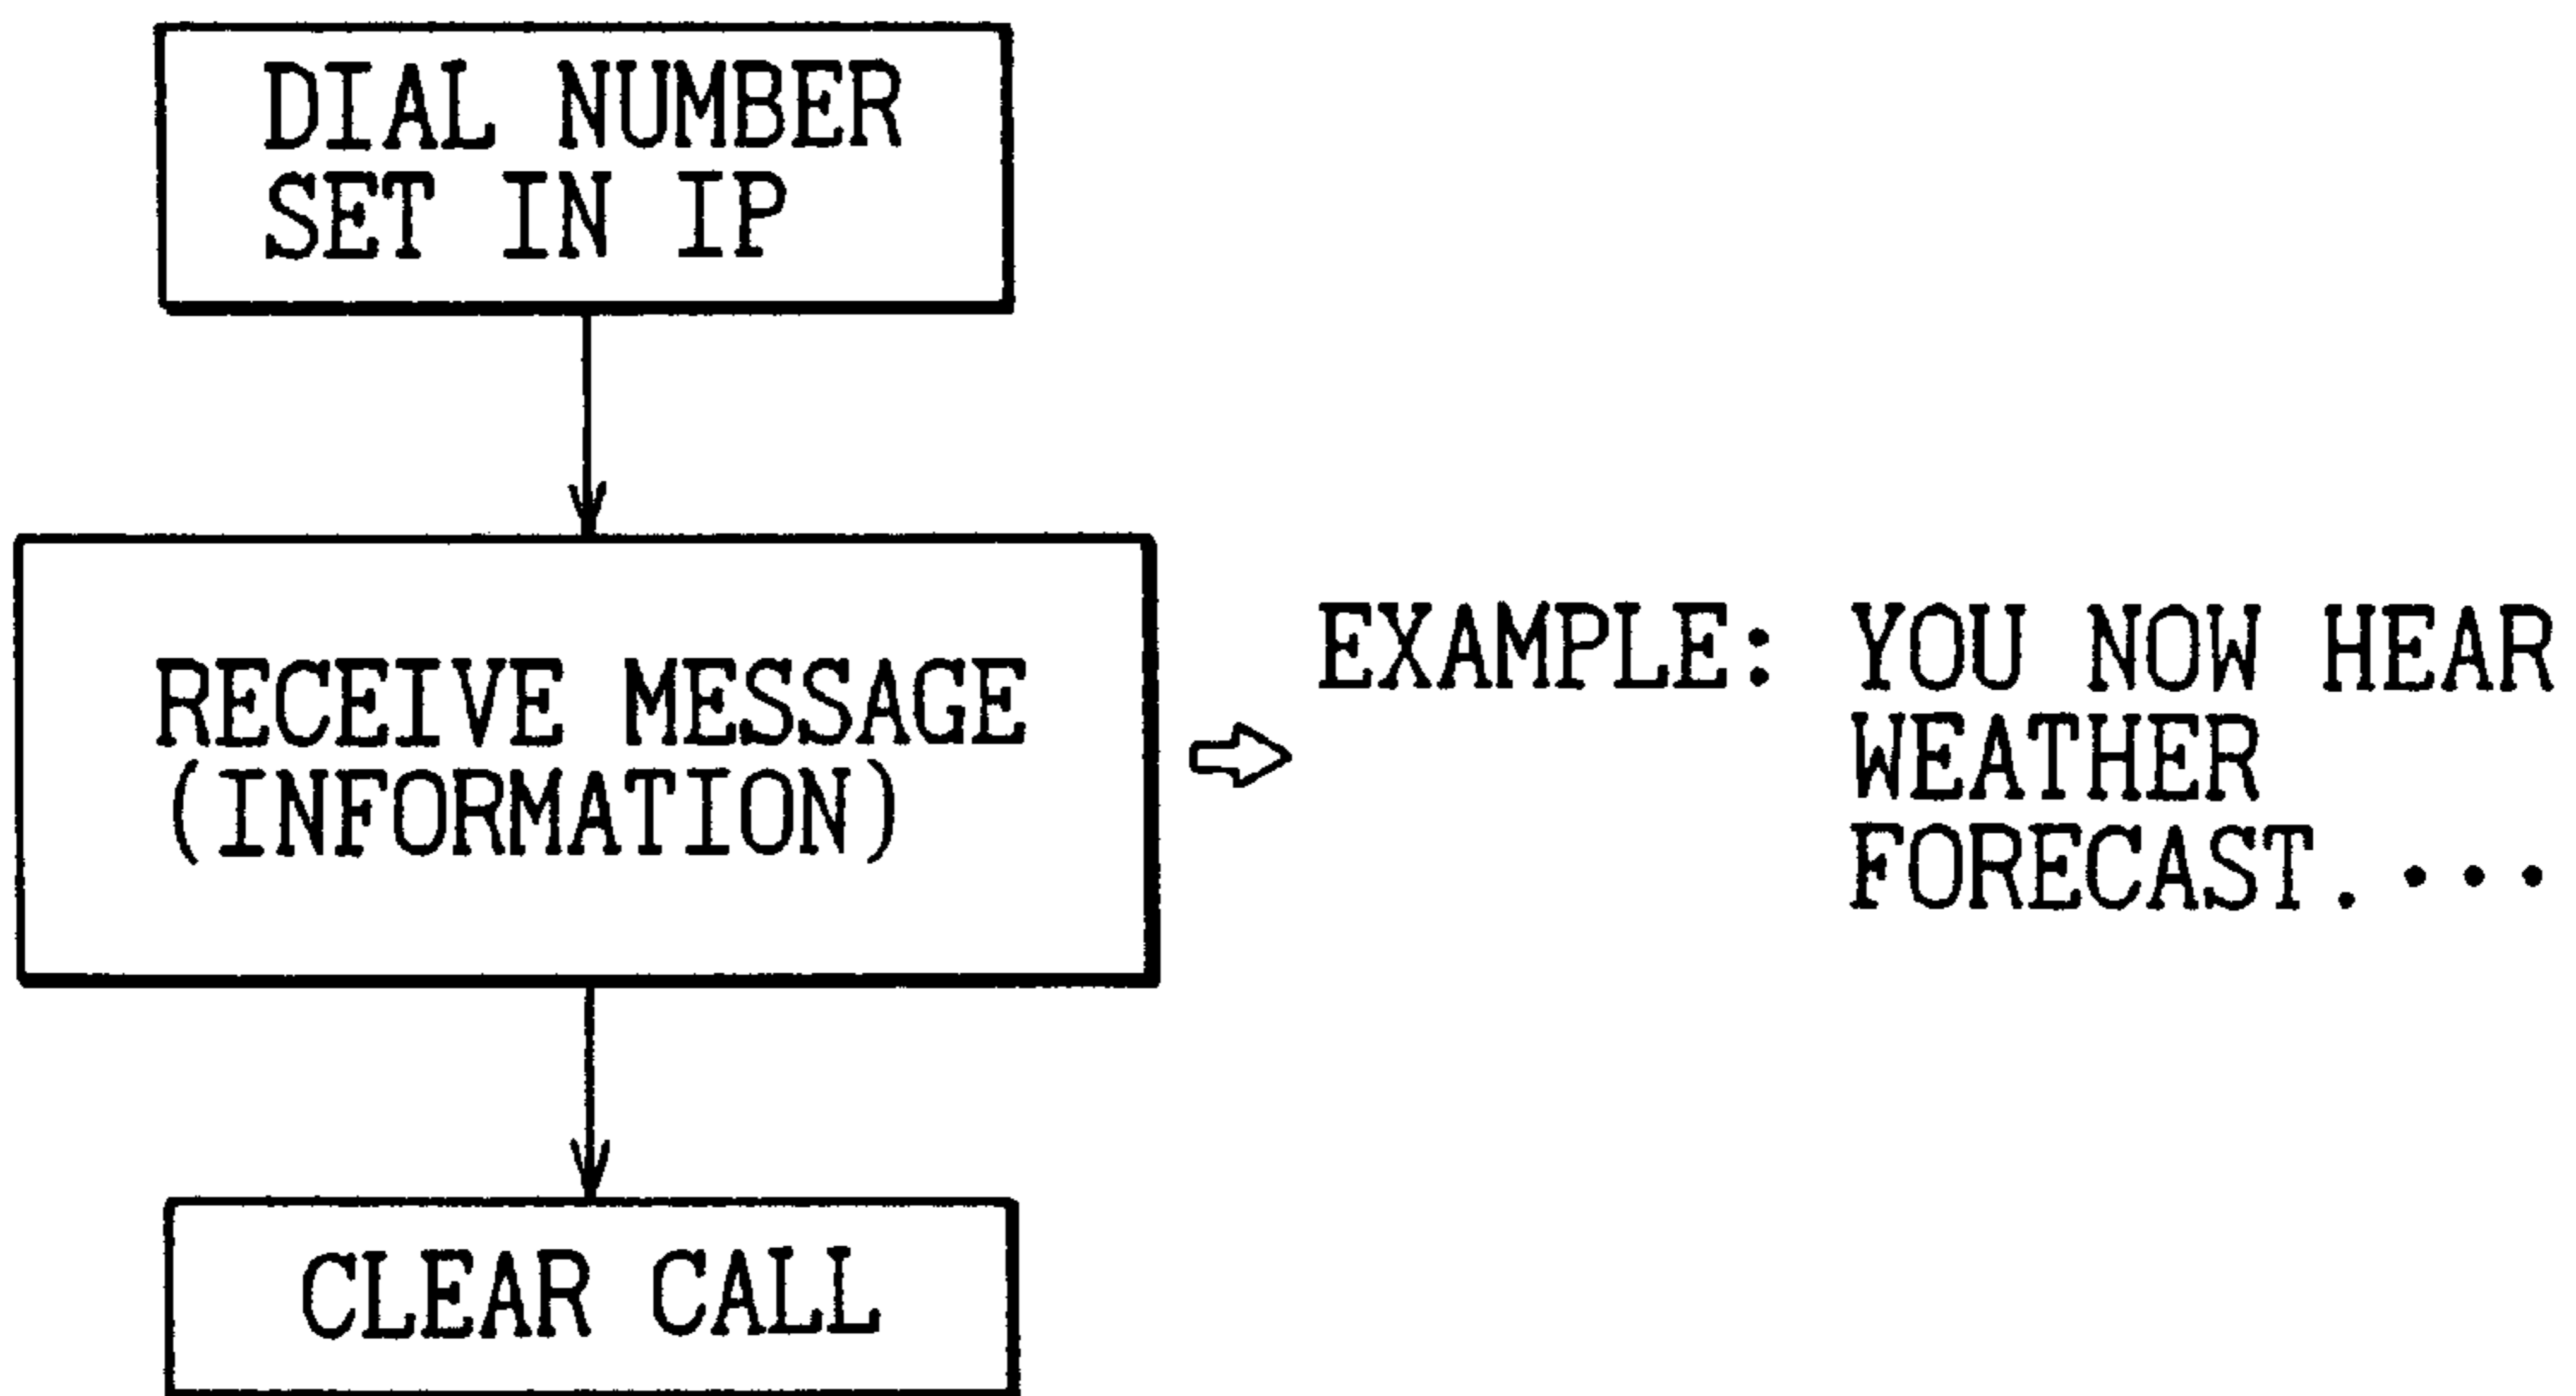 DIAL NUMBER
SET IN IP
RECEIVE MESSAGE
(INFORMATION)
EXAMPLE: YOU NOW HEAR
WEATHER
FORECAST. ･･･
CLEAR CALL